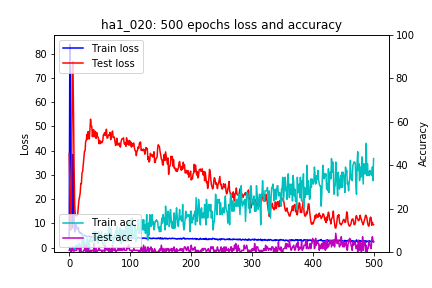 ha1_020: 500 epochs loss and accuracy
Train loss
Test loss
Train acc
Test acc
Loss
Accuracy
80
70
60
50
40
30
20
10
0
100
80
60
40
20
0
0 100 200 300 400 500